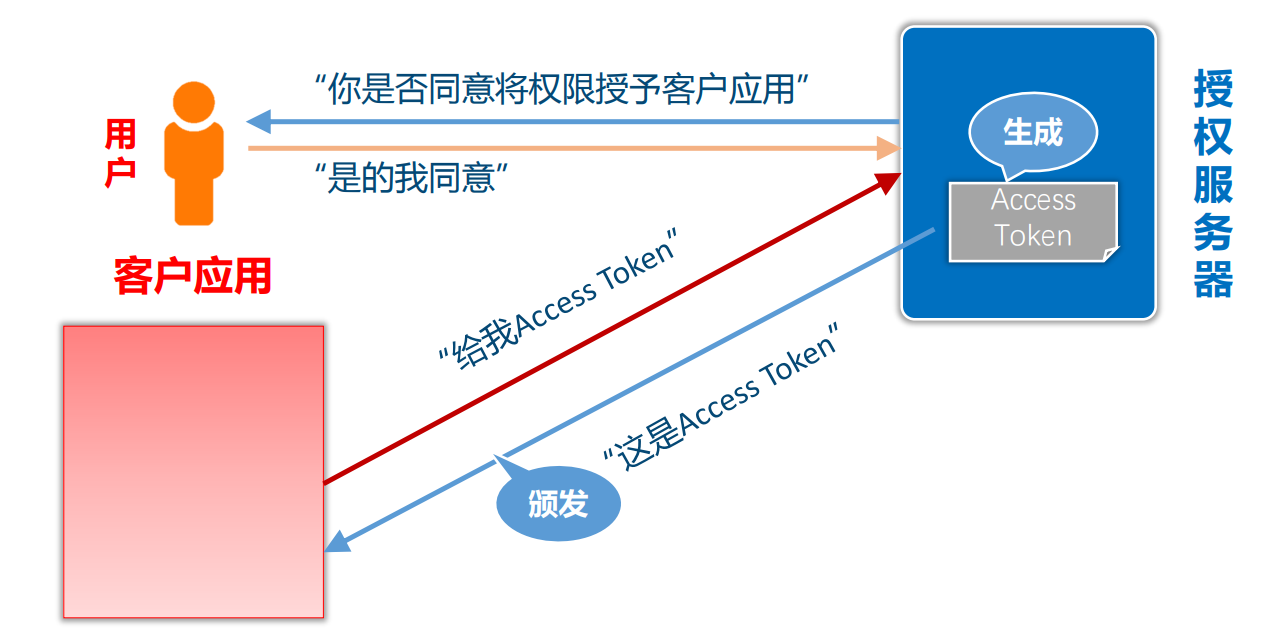 “你是否同意将权限授予客户应用”
用户
“是的我同意”
客户应用
生成
Access
Token
授权服务器
“给我Access Token”
“这是Access Token”
颁发